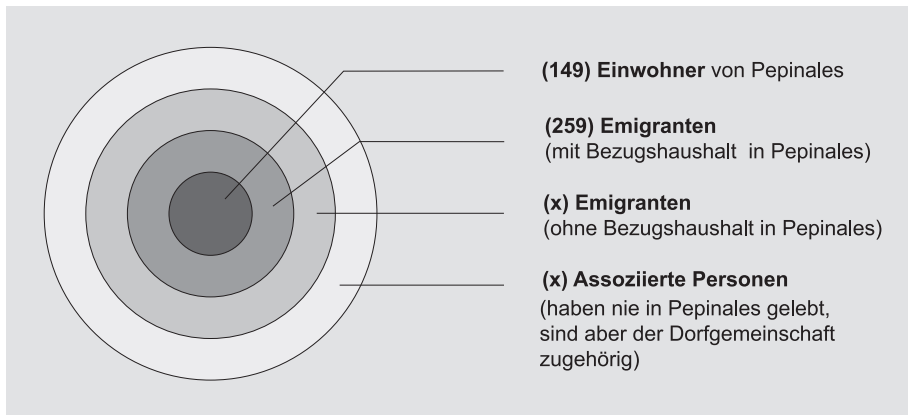 (149) Einwohner von Pepinales
(259) Emigranten
(mit Bezugshaushalt in Pepinales)
(x) Emigranten
(ohne Bezugshaushalt in Pepinales)
(x) Assoziierte Personen
(haben nie in Pepinales gelebt,
sind aber der Dorfgemeinschaft
zugehörig)